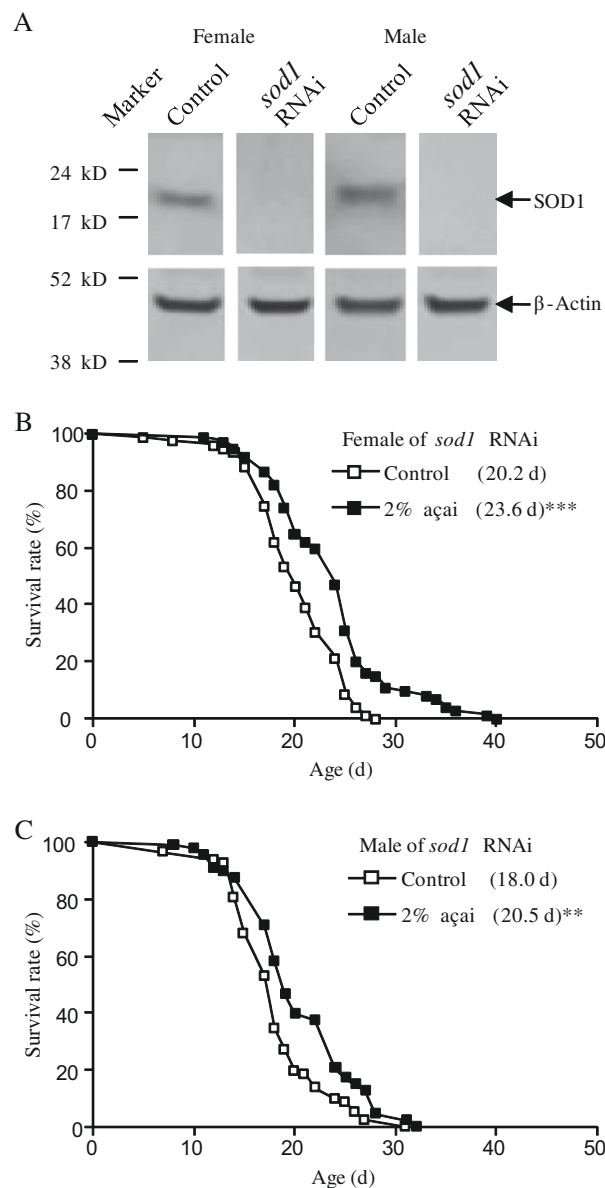 A
Female Male
Marker Control sod1 RNAi Control sod1 RNAi
24 kD
17 kD
SOD1
52 kD
38 kD
β-Actin
B
Female of sod1 RNAi
Control (20.2 d)
2% açai (23.6 d)***
Survival rate (%)
100
80
60
40
20
0
0 10 20 30 40 50
Age (d)
C
Male of sod1 RNAi
Control (18.0 d)
2% açai (20.5 d)**
Survival rate (%)
100
80
60
40
20
0
0 10 20 30 40 50
Age (d)